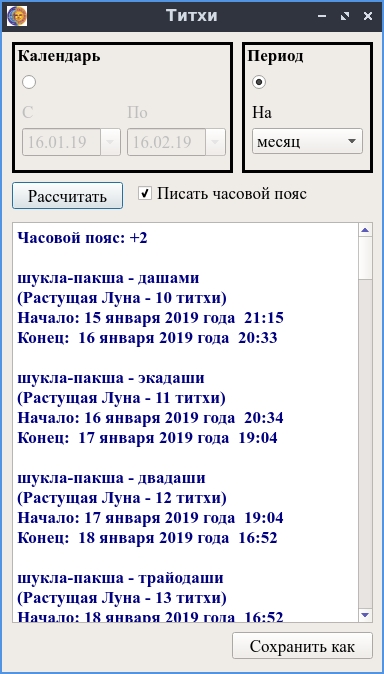 Титхи
Календарь
Период
С
По
На
16.01.19
16.02.19
месяц
Рассчитать
Писать часовой пояс
Часовой пояс: +2
шукла-пакша - дашами
(Растущая Луна - 10 титхи)
Начало: 15 января 2019 года  21:15
Конец:  16 января 2019 года  20:33
шукла-пакша - экадаши
(Растущая Луна - 11 титхи)
Начало: 16 января 2019 года  20:34
Конец:  17 января 2019 года  19:04
шукла-пакша - двадаши
(Растущая Луна - 12 титхи)
Начало: 17 января 2019 года  19:04
Конец:  18 января 2019 года  16:52
шукла-пакша - трайодаши
(Растущая Луна - 13 титхи)
Начало: 18 января 2019 года  16:52
Сохранить как